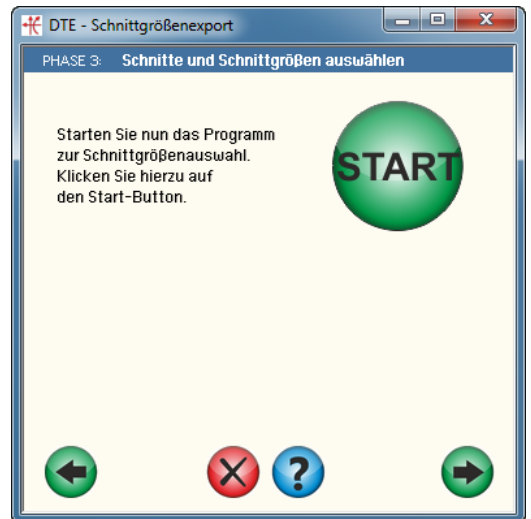 DTE - Schnittgrößenexport
PHASE 3: Schnitte und Schnittgrößen auswählen
Starten Sie nun das Programm
zur Schnittgrößenauswahl.
Klicken Sie hierzu auf
den Start-Button.
START
?